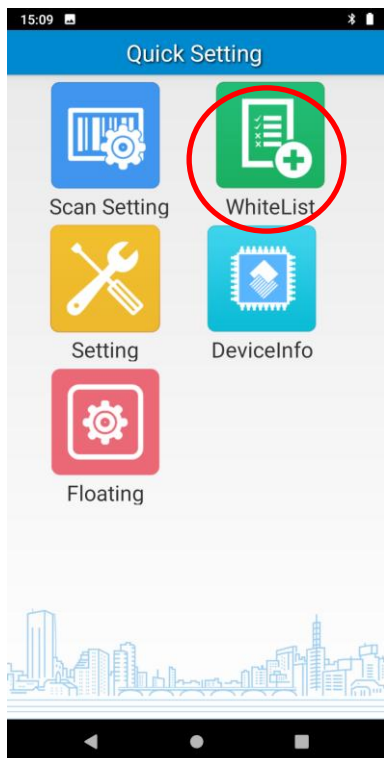 15:09
Quick Setting
Scan Setting
WhiteList
Setting
DeviceInfo
Floating